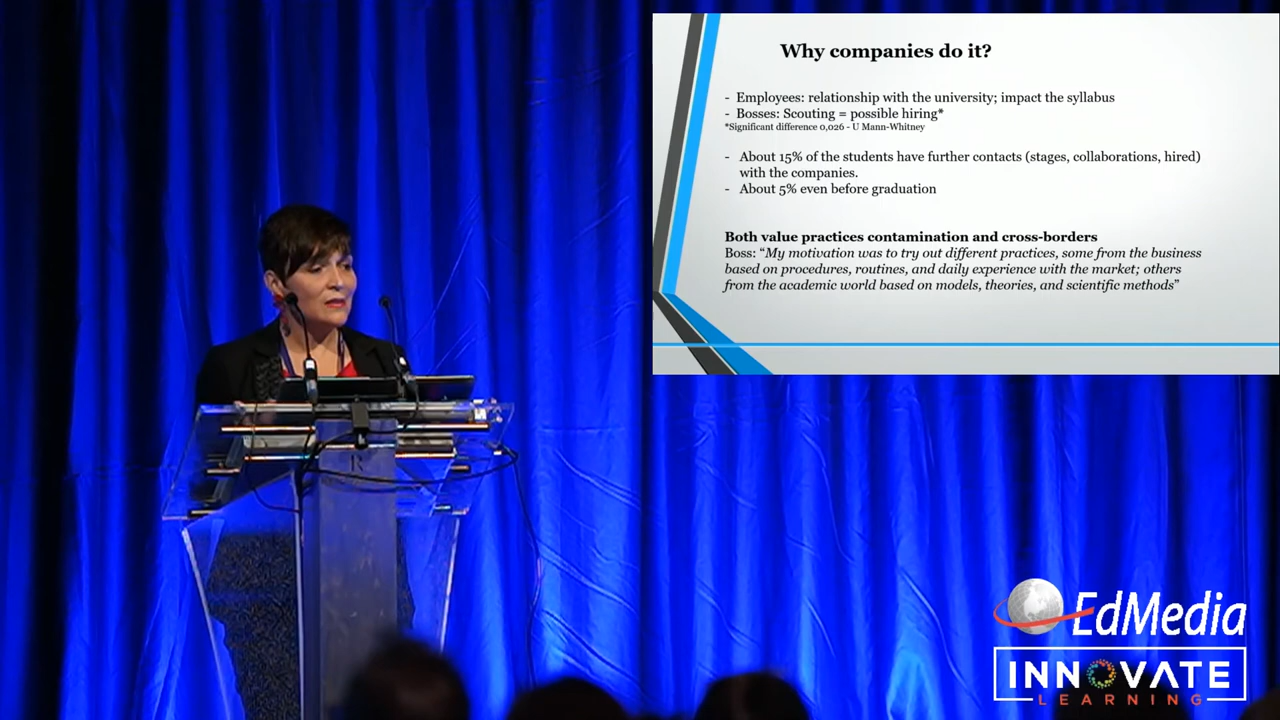 Why companies do it?
- Employees: relationship with the university; impact the syllabus
- Bosses: Scouting = possible hiring*
*Significant difference 0,026 - U Mann-Whitney
- About 15% of the students have further contacts (stages, collaborations, hired)
with the companies.
- About 5% even before graduation
Both value practices contamination and cross-borders
Boss: “My motivation was to try out different practices, some from the business
based on procedures, routines, and daily experience with the market; others
from the academic world based on models, theories, and scientific methods”
R
EdMedia
INNOVATE
LEARNING